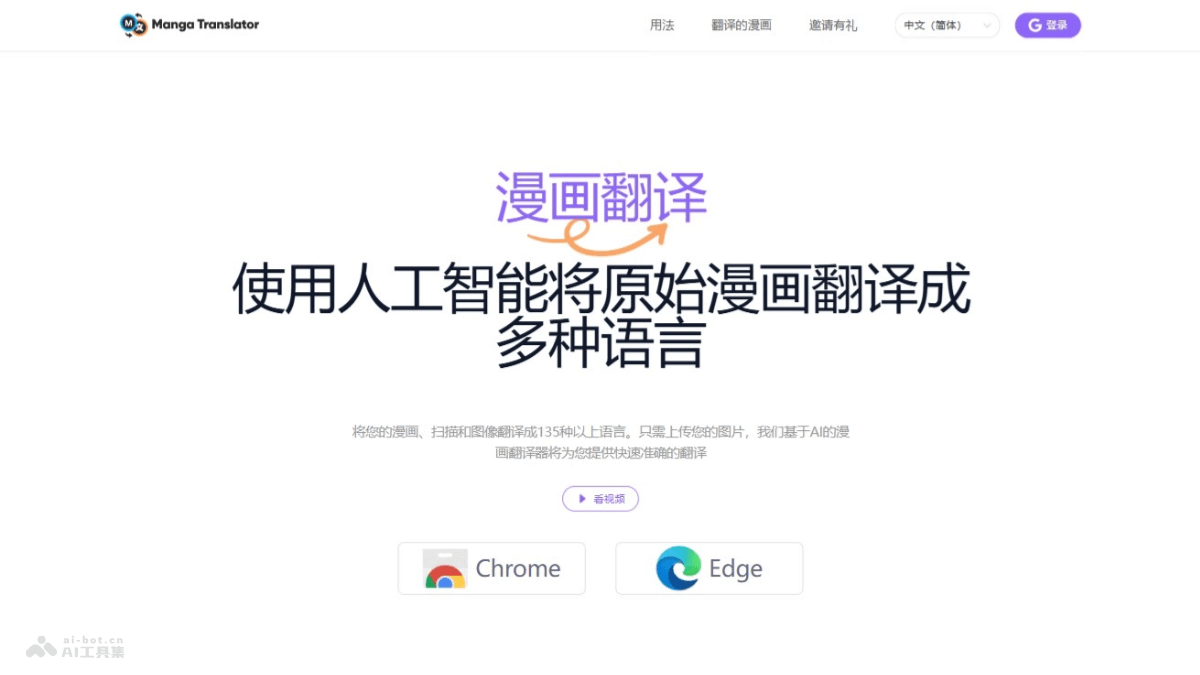 Manga Translator
用法
翻译的漫画
邀请有礼
中文（简体）
登录
漫画翻译
使用人工智能将原始漫画翻译成
多种语言
将您的漫画、扫描和图像翻译成135种以上语言。只需上传您的图片，我们基于AI的漫
画翻译器将为您提供快速准确的翻译
看视频
Chrome
Edge
ai-bot.cn
AI工具集